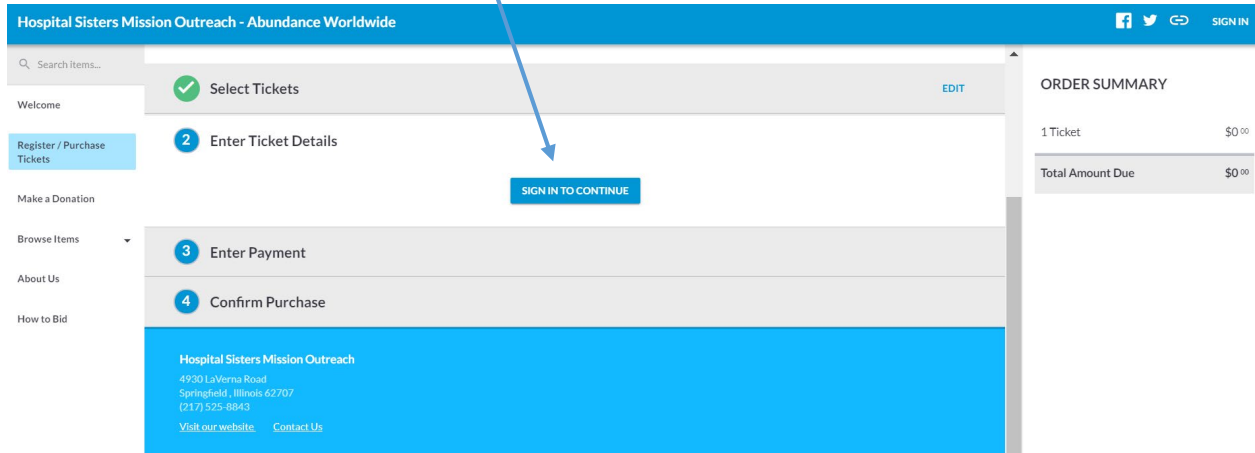 Hospital Sisters Mission Outreach - Abundance Worldwide
SIGN IN
Search items...
Welcome
Register / Purchase
Tickets
Make a Donation
Browse Items
About Us
How to Bid
Select Tickets
EDIT
2 Enter Ticket Details
SIGN IN TO CONTINUE
3 Enter Payment
4 Confirm Purchase
Hospital Sisters Mission Outreach
4930 LaVerna Road
Springfield , Illinois 62707
(217) 525-8843
Visit our website Contact Us
ORDER SUMMARY
1 Ticket $0 00
Total Amount Due $0 00